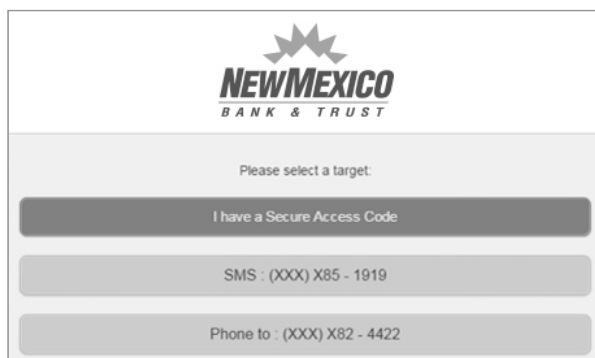 NEWMEXICO
BANK & TRUST
Please select a target:
I have a Secure Access Code
SMS : (XXX) X85 - 1919
Phone to : (XXX) X82 - 4422